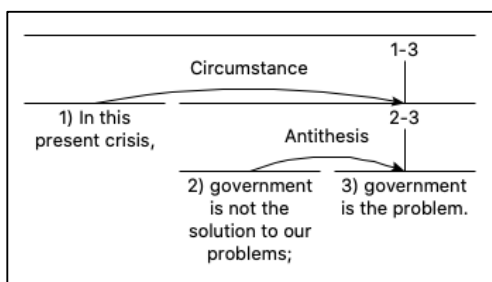 1-3
Circumstance
1) In this
present crisis,
2-3
Antithesis
2) government
is not the
solution to our
problems;
3) government
is the problem.